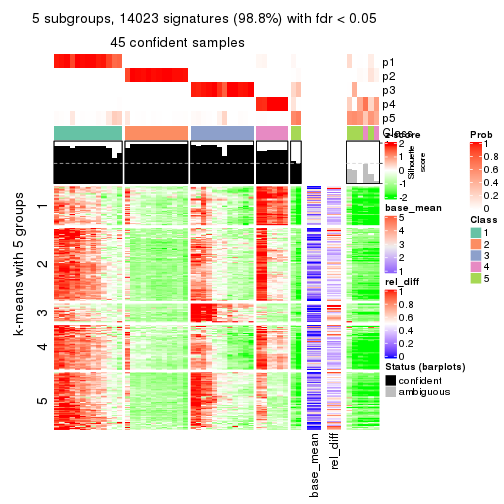 5 subgroups, 14023 signatures (98.8%) with fdr < 0.05
45 confident samples
p1
p2
p3
p4
p5
Class
k-means with 5 groups
1
2
3
4
5
Silhouette score
base_mean
rel_diff
z-score
2
1
0
-1
-2
base_mean
5
4
3
2
1
rel_diff
1
0.8
0.6
0.4
0.2
0
Status (barplots)
confident
ambiguous
Prob
1
0.8
0.6
0.4
0.2
0
Class
1
2
3
4
5